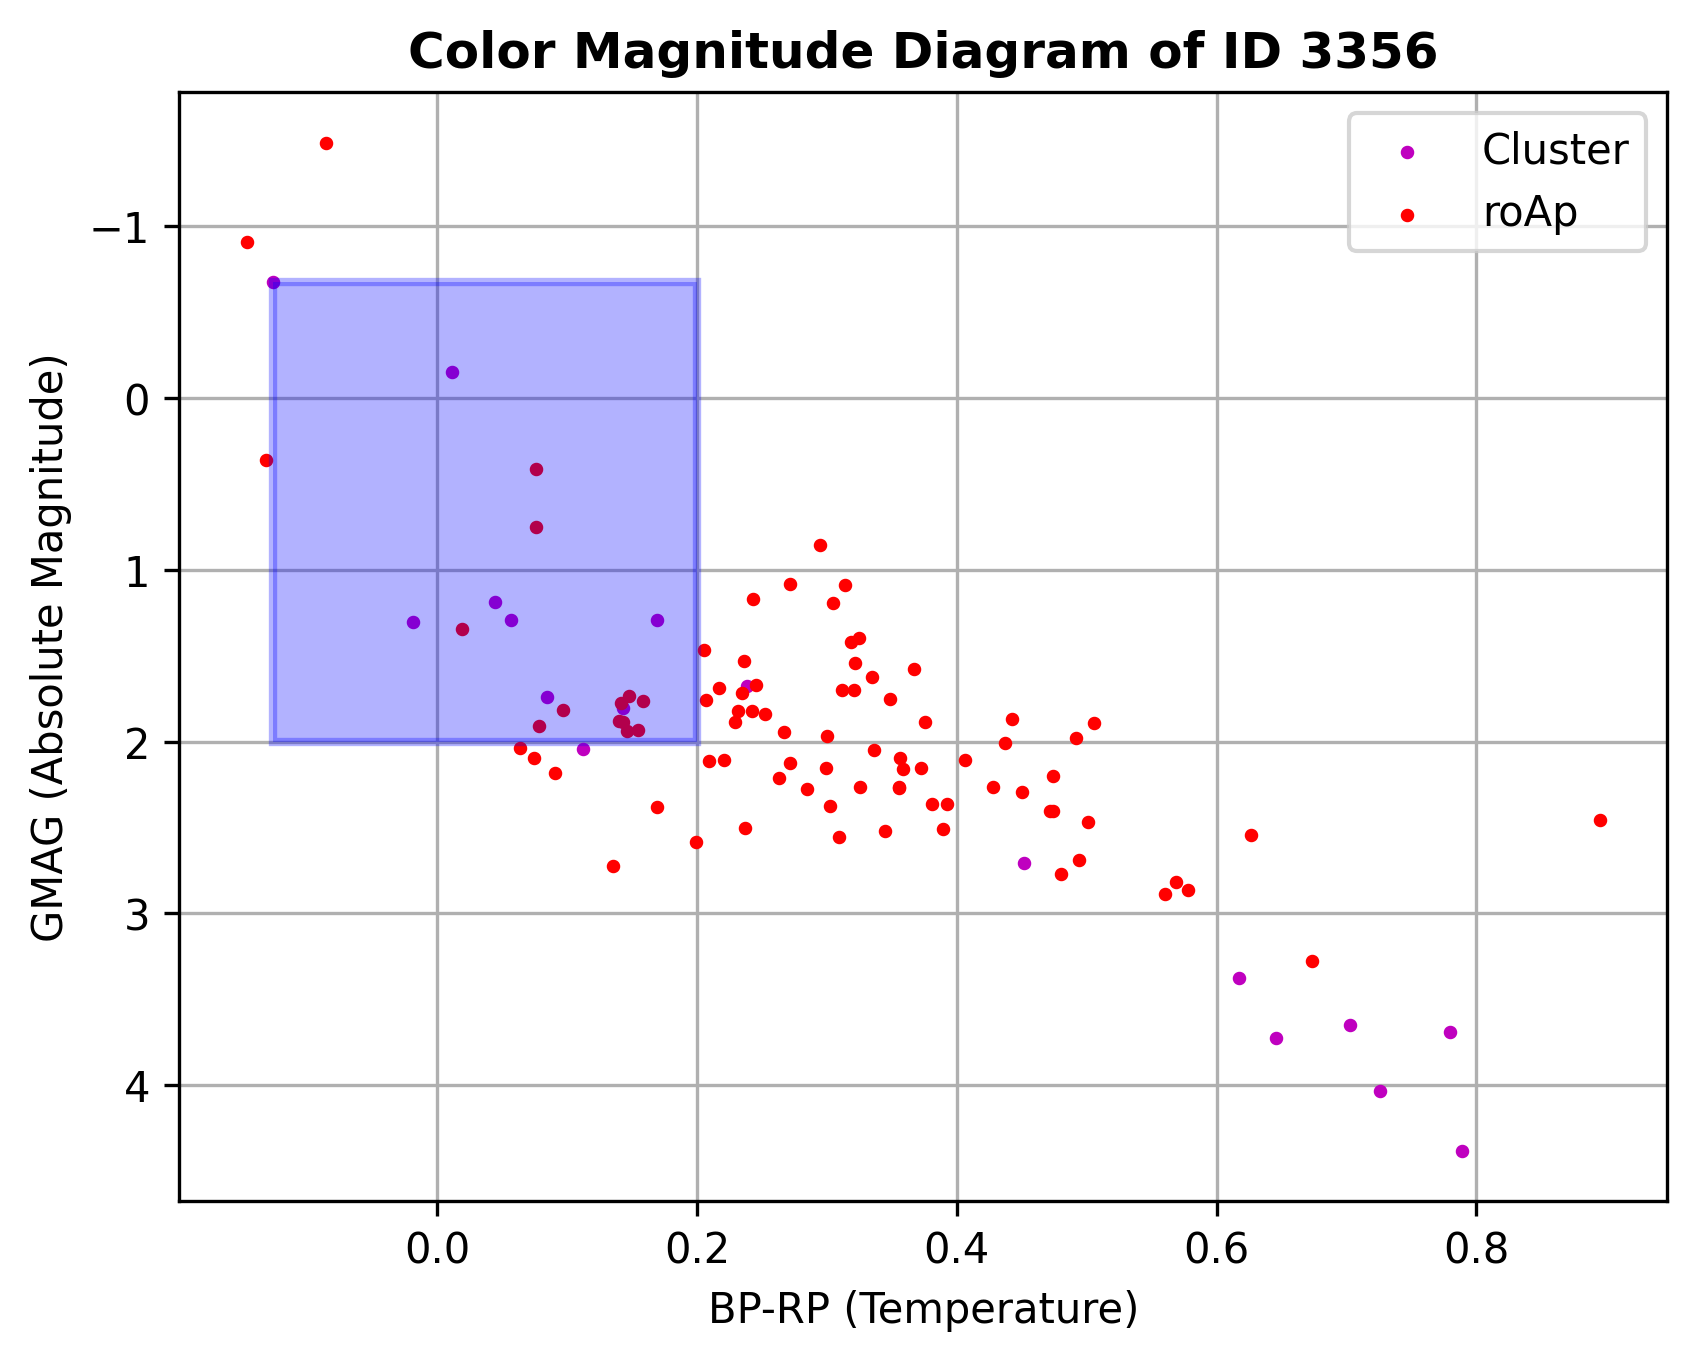 Color Magnitude Diagram of ID 3356
Cluster
roAp
GMAG (Absolute Magnitude)
−1
0
1
2
3
4
0.0 0.2 0.4 0.6 0.8
BP-RP (Temperature)